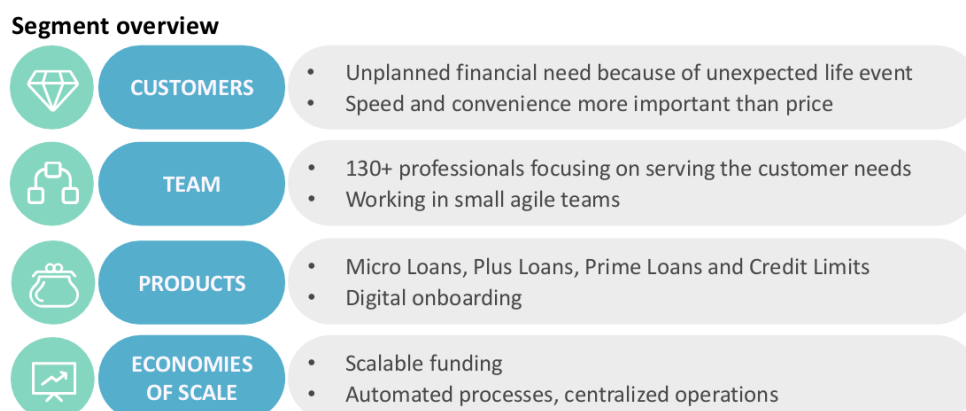 Segment overview
CUSTOMERS
• Unplanned financial need because of unexpected life event
• Speed and convenience more important than price
TEAM
• 130+ professionals focusing on serving the customer needs
• Working in small agile teams
PRODUCTS
• Micro Loans, Plus Loans, Prime Loans and Credit Limits
• Digital onboarding
ECONOMIES
OF SCALE
• Scalable funding
• Automated processes, centralized operations